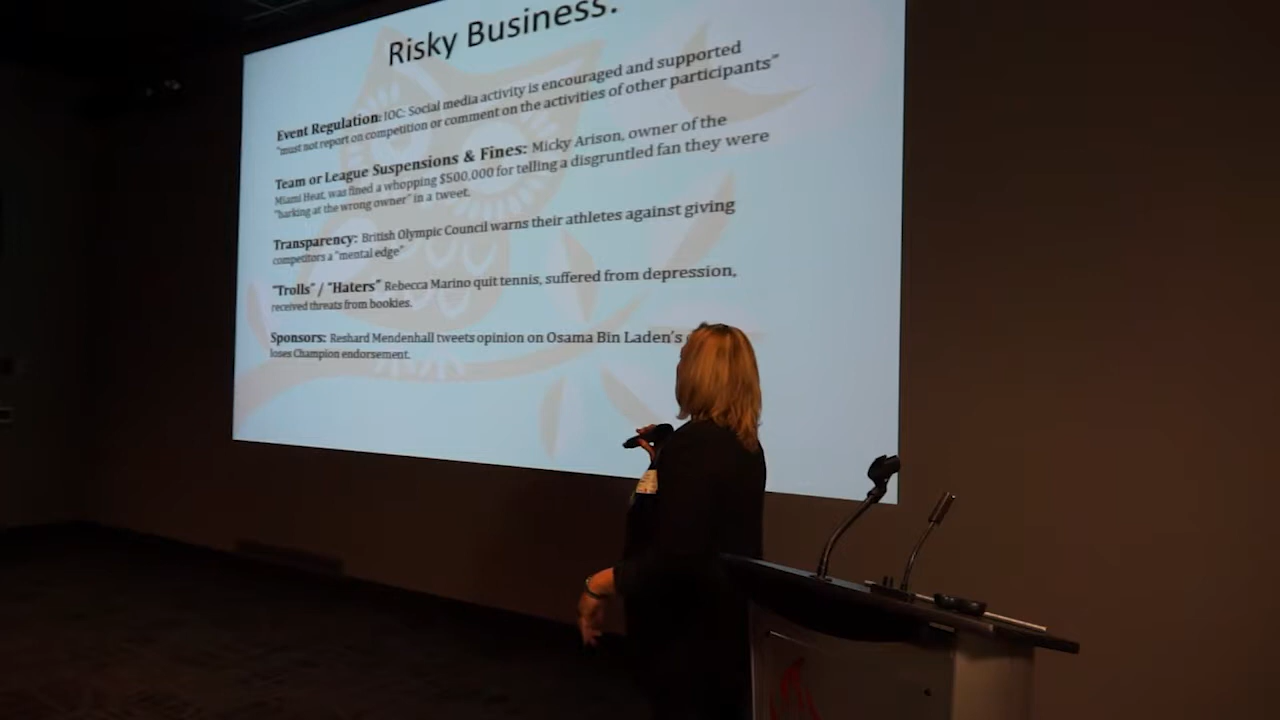 Risky Business.
Event Regulation: IOC: Social media activity is encouraged and supported
"must not report on competition or comment on the activities of other participants"
Team or League Suspensions & Fines: Micky Arison, owner of the
Miami Heat, was fined a whopping $500,000 for telling a disgruntled fan they were
"barking at the wrong owner" in a tweet.
Transparency: British Olympic Council warns their athletes against giving
competitors a "mental edge"
"Trolls" / "Haters" Rebecca Marino quit tennis, suffered from depression,
received threats from bookies.
Sponsors: Reshard Mendenhall tweets opinion on Osama Bin Laden's
loses Champion endorsement.